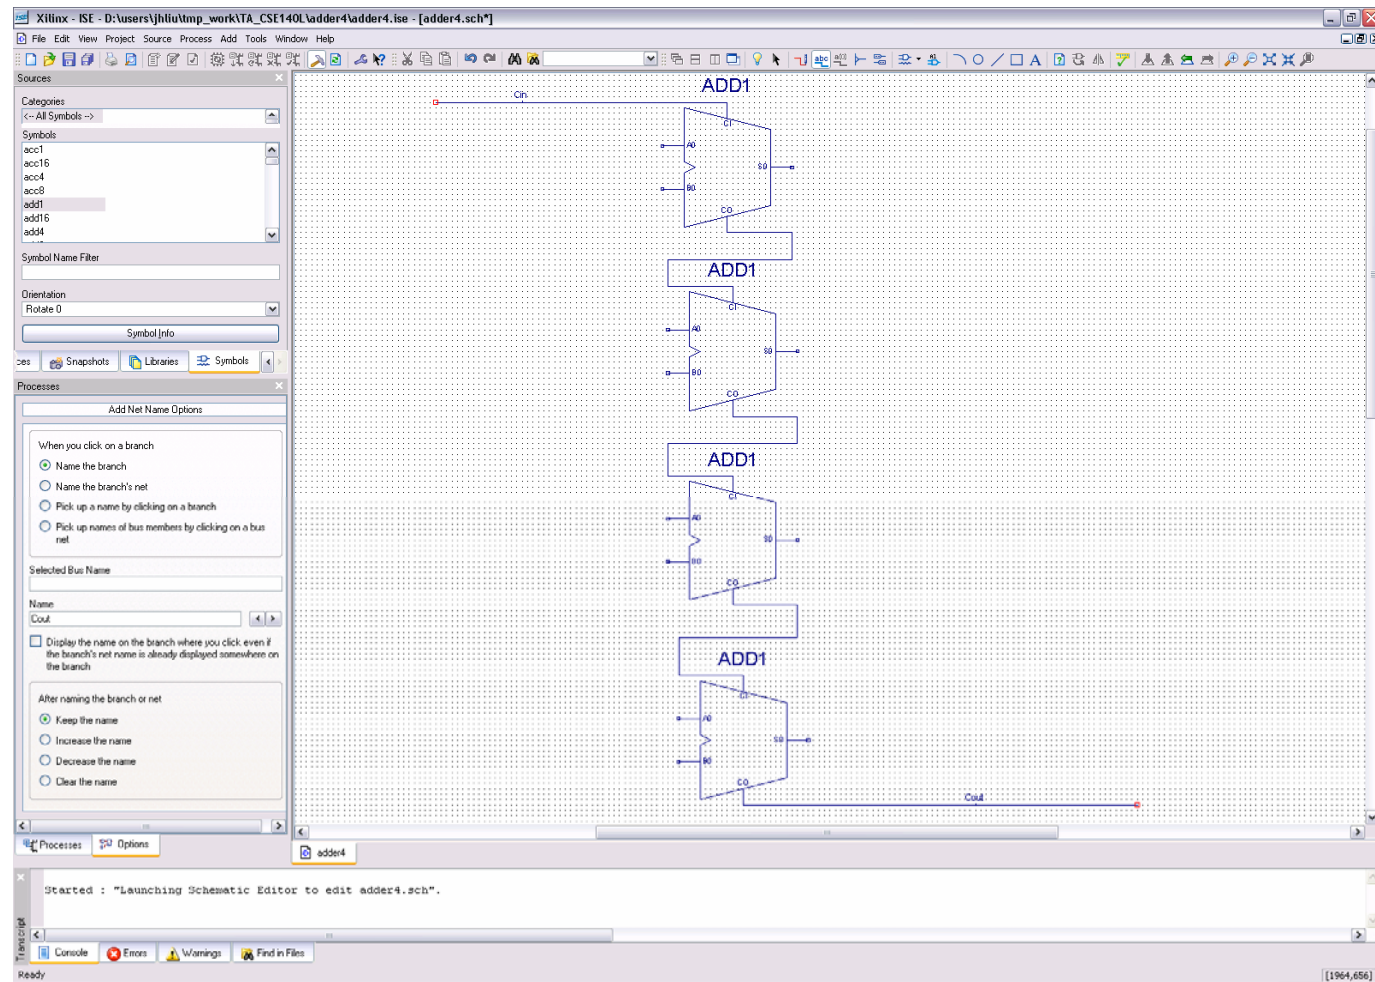 Xilinx - ISE - D:\users\jhliu\tmp_work\TA_CSE140L\adder4\adder4.ise - [adder4.sch*]
File Edit View Project Source Process Add Tools Window Help
Sources
Categories
<-- All Symbols -->
Symbols
acc1
acc16
acc4
acc8
add1
add16
add4
Symbol Name Filter
Orientation
Rotate 0
Symbol Info
Snapshots Libraries Symbols
Processes
Add Net Name Options
When you click on a branch
Name the branch
Name the branch's net
Pick up a name by clicking on a branch
Pick up names of bus members by clicking on a bus
net
Selected Bus Name
Name
Cout
Display the name on the branch where you click even if
the branch's net name is already displayed somewhere on
the branch
After naming the branch or net
Keep the name
Increase the name
Decrease the name
Clear the name
Processes Options
ADD1
Cin
CI
A0
S0
B0
CO
ADD1
CI
A0
S0
B0
CO
ADD1
CI
A0
S0
B0
CO
ADD1
CI
A0
S0
B0
CO
Cout
adder4
Started : "Launching Schematic Editor to edit adder4.sch".
Transcript
Console Errors Warnings Find in Files
Ready [1964,656]